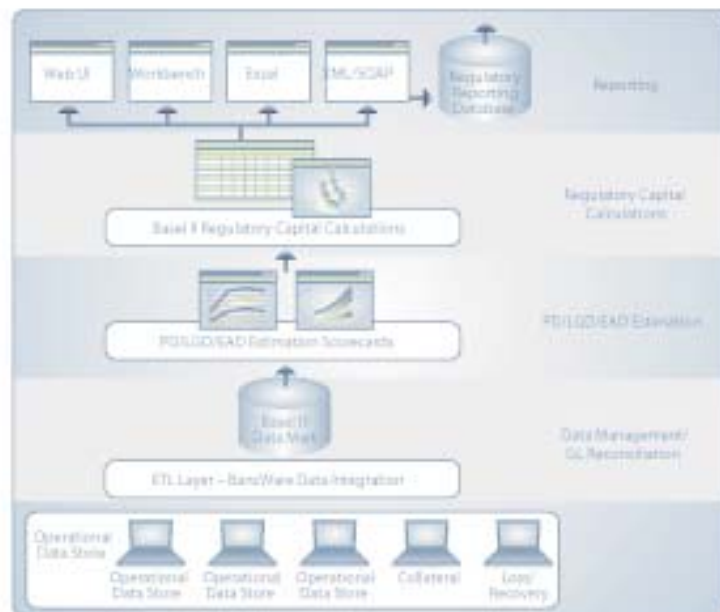 Web UI
Workbench
Excel
XML/SOAP
Regulatory
Reporting
Database
Reporting
Regulatory Capital
Calculations
Basel II Regulatory Capital Calculations
PD/LGD/EAD Estimation
PD/LGD/EAD Estimation Scorecards
Basel II
Data Mart
Data Management/
GL Reconciliation
ETL Layer – BancWare Data Integration
Operational
Data Store
Operational
Data Store
Operational
Data Store
Operational
Data Store
Collateral
Loss/
Recovery